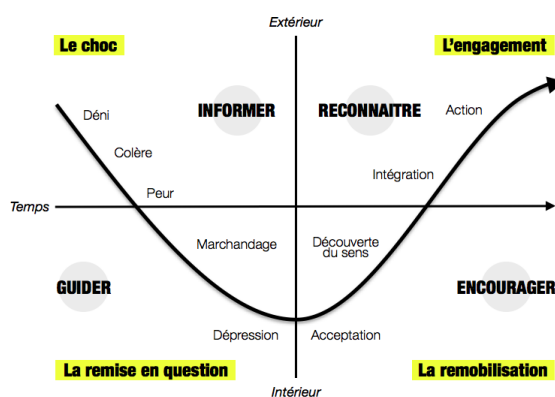 Extérieur
Le choc
L'engagement
INFORMER
RECONNAITRE
Déni
Action
Colère
Intégration
Peur
Temps
Marchandage
Découverte
du sens
GUIDER
ENCOURAGER
Dépression
Acceptation
La remise en question
La remobilisation
Intérieur